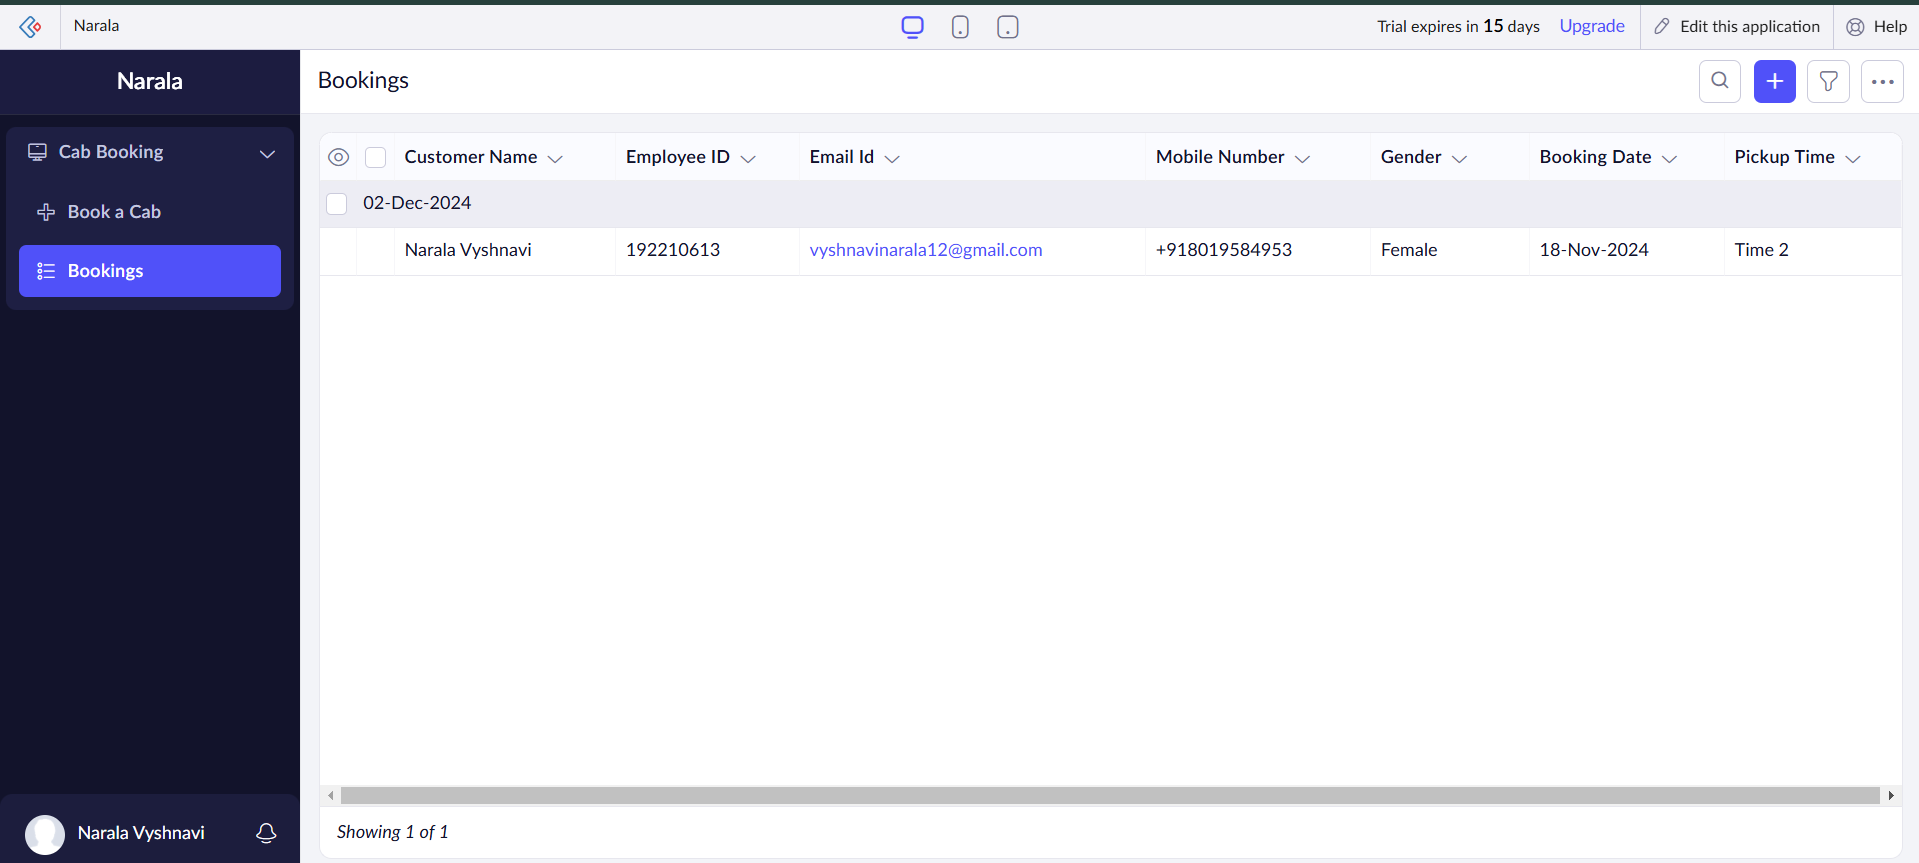 Narala
Trial expires in 15 days Upgrade Edit this application Help
Narala
Bookings
Cab Booking
Book a Cab
Bookings
Customer Name Employee ID Email Id Mobile Number Gender Booking Date Pickup Time
02-Dec-2024
Narala Vyshnavi 192210613 vyshnavinarala12@gmail.com +918019584953 Female 18-Nov-2024 Time 2
Showing 1 of 1
Narala Vyshnavi